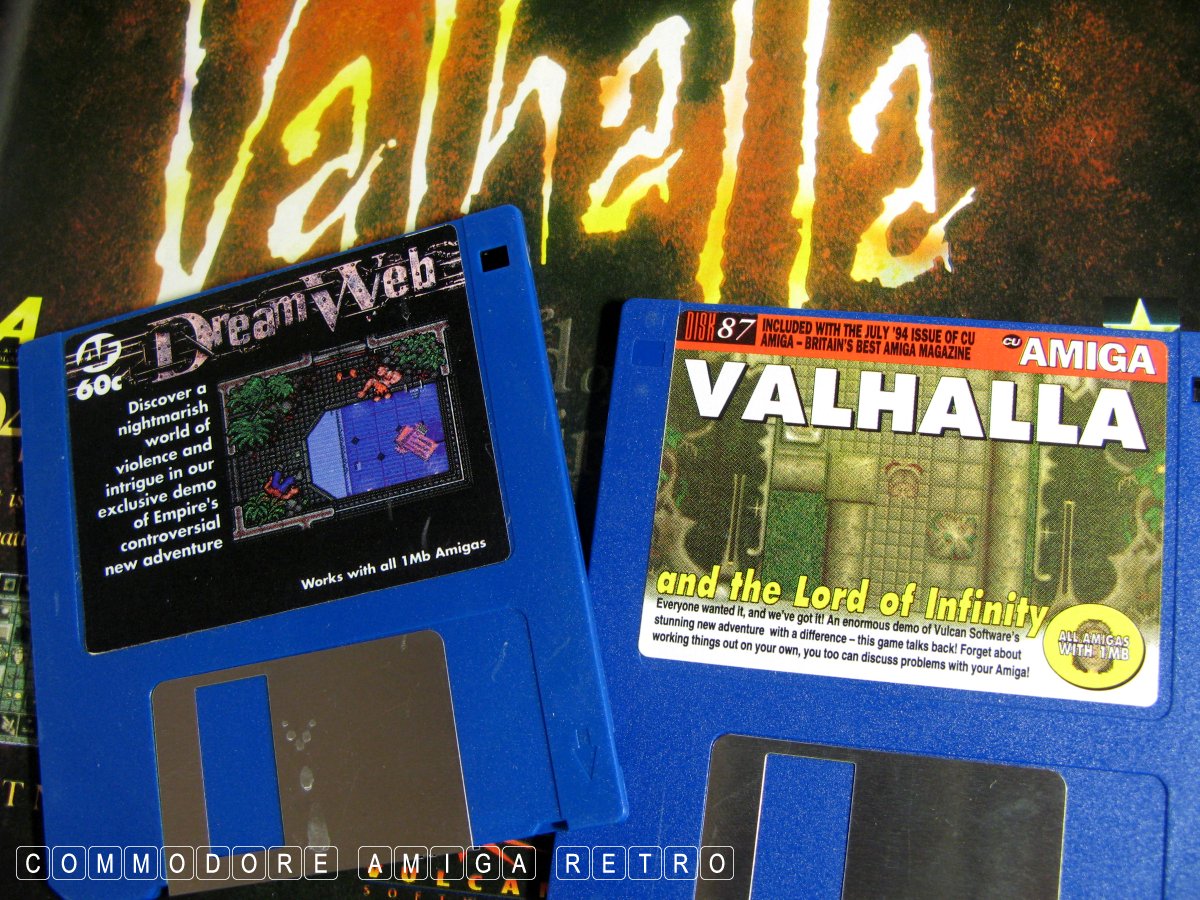 Valhalla
DreamWeb
60c
Discover a
nightmarish
world of
violence and
intrigue in our
exclusive demo
of Empire's
controversial
new adventure
Works with all 1Mb Amigas
DISK 87
INCLUDED WITH THE JULY '94 ISSUE OF CU
AMIGA – BRITAIN'S BEST AMIGA MAGAZINE
CU AMIGA
VALHALLA
and the Lord of Infinity
Everyone wanted it, and we've got it! An enormous demo of Vulcan Software's
stunning new adventure with a difference – this game talks back! Forget about
working things out on your own, you too can discuss problems with your Amiga!
ALL AMIGAS
WITH 1MB
COMMODORE AMIGA RETRO